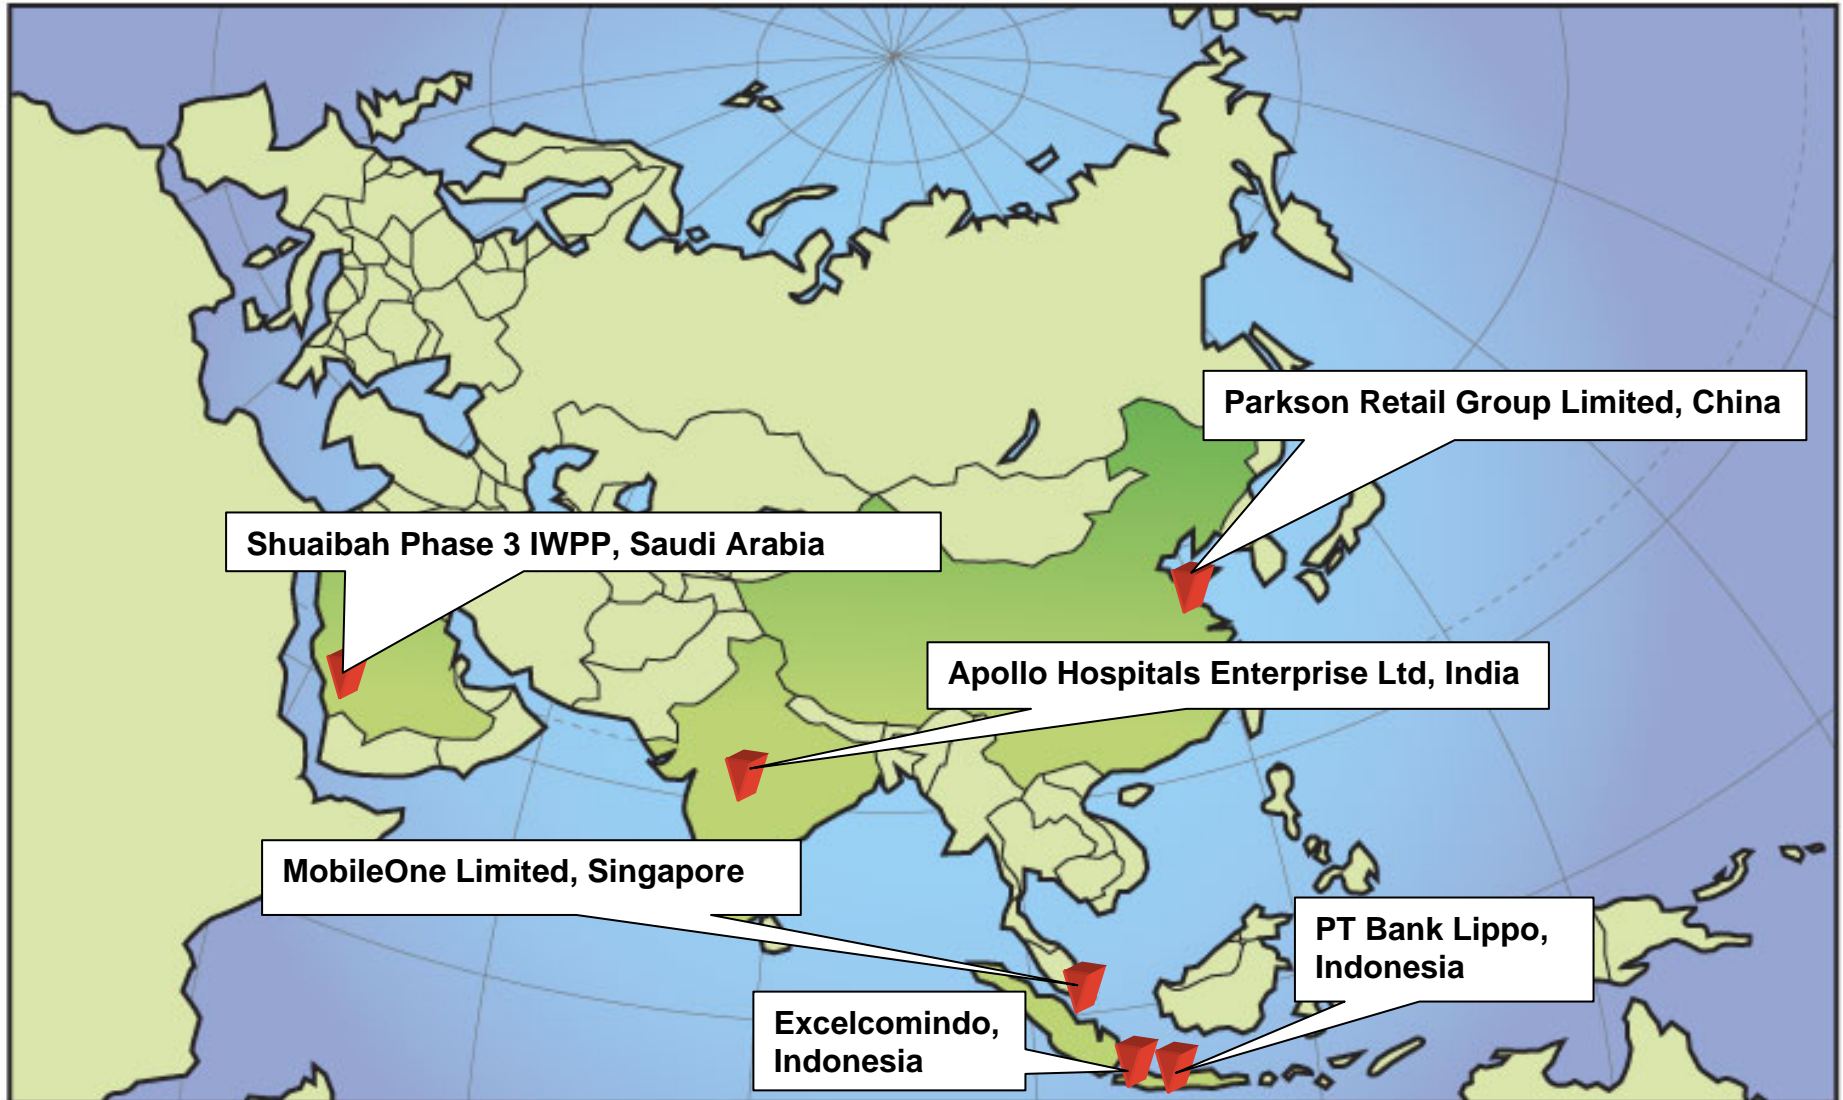 Parkson Retail Group Limited, China
Shuaibah Phase 3 IWPP, Saudi Arabia
Apollo Hospitals Enterprise Ltd, India
MobileOne Limited, Singapore
PT Bank Lippo,
Indonesia
Excelcomindo,
Indonesia